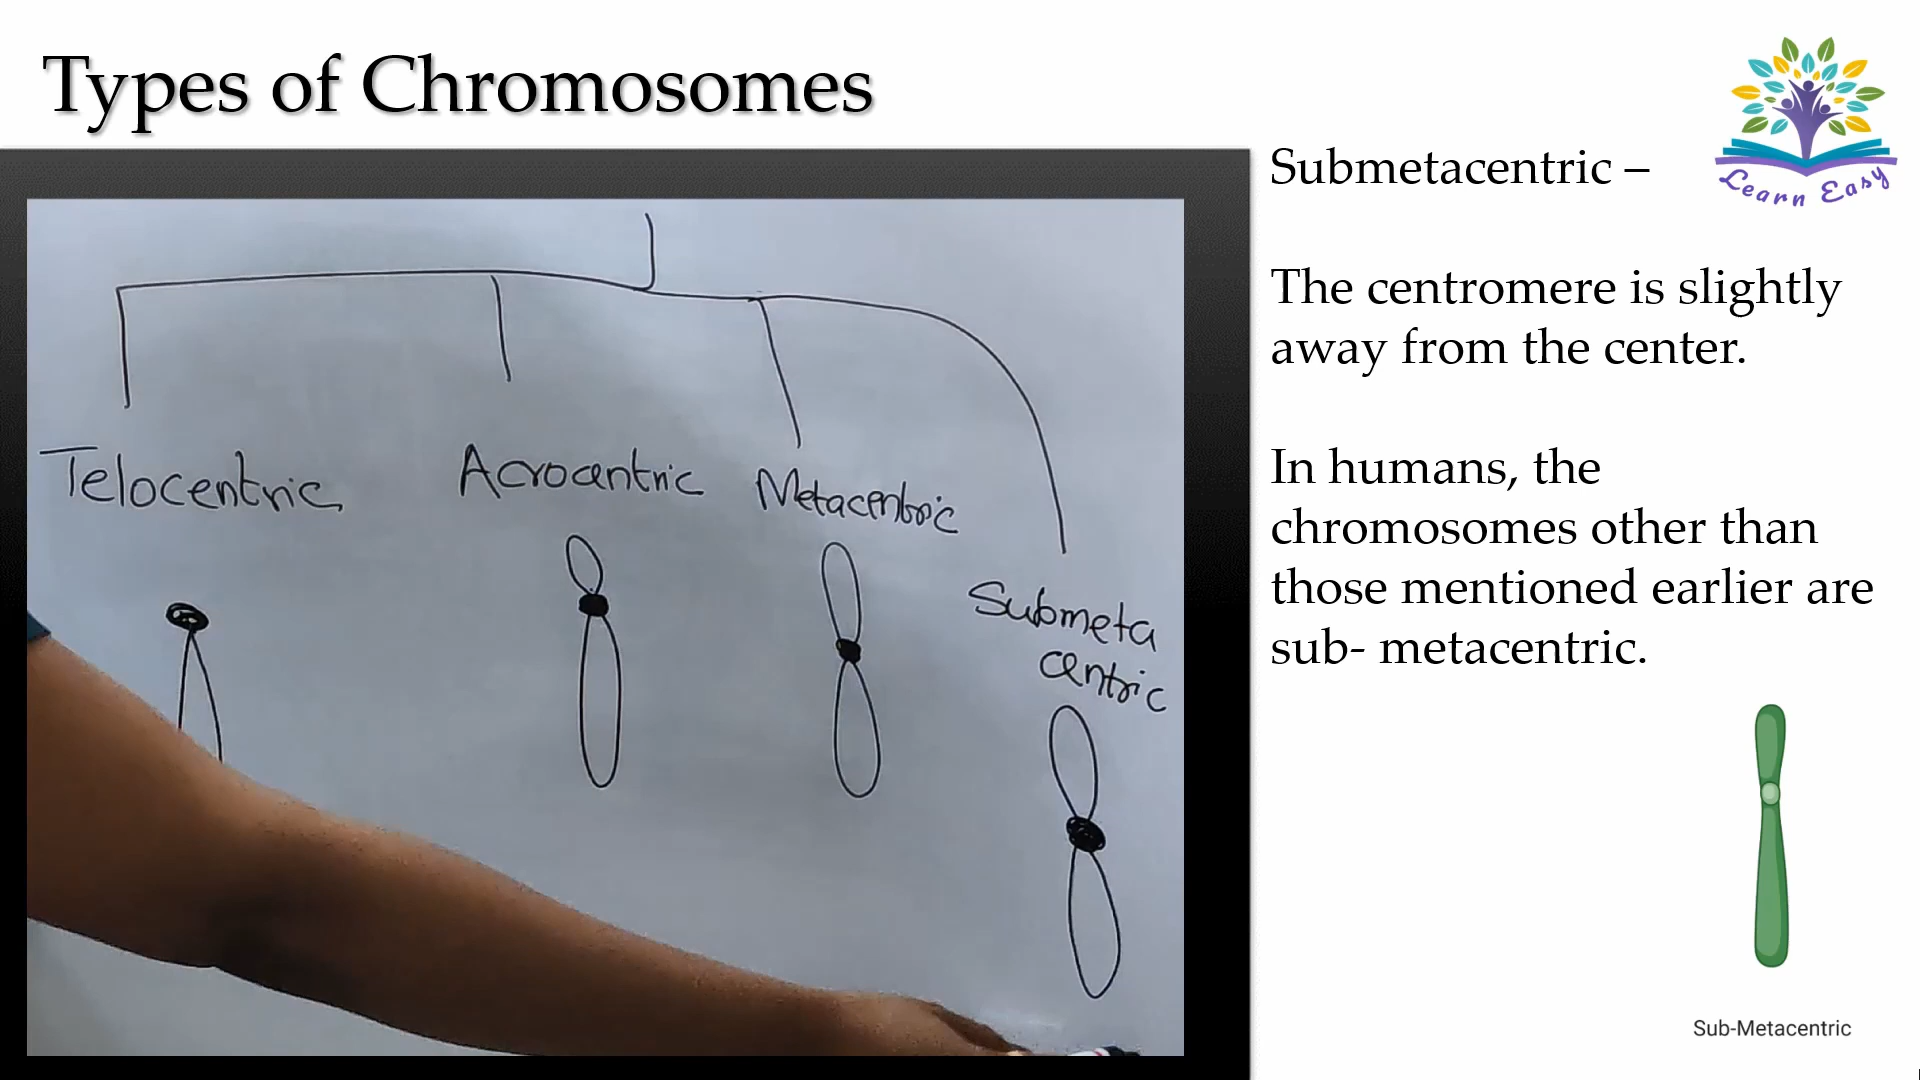 Types of Chromosomes
Learn Easy
Submetacentric –
The centromere is slightly
away from the center.
In humans, the
chromosomes other than
those mentioned earlier are
sub- metacentric.
Sub-Metacentric
Telocentric
Acrocentric
Metacentric
Submeta
centric